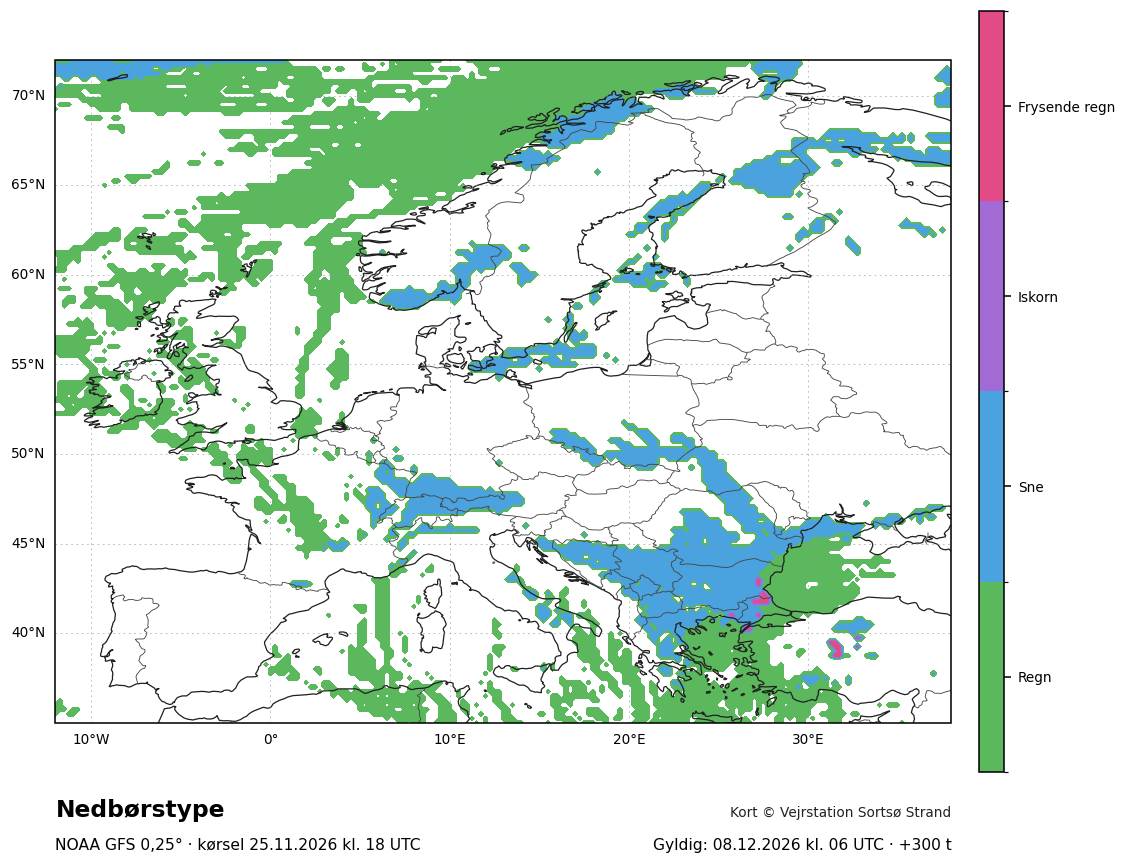 Frysende regn
Iskorn
Sne
Regn
70°N
65°N
60°N
55°N
50°N
45°N
40°N
10°W
0°
10°E
20°E
30°E
Nedbørstype
Kort © Vejrstation Sortsø Strand
NOAA GFS 0,25° · kørsel 25.11.2026 kl. 18 UTC
Gyldig: 08.12.2026 kl. 06 UTC · +300 t